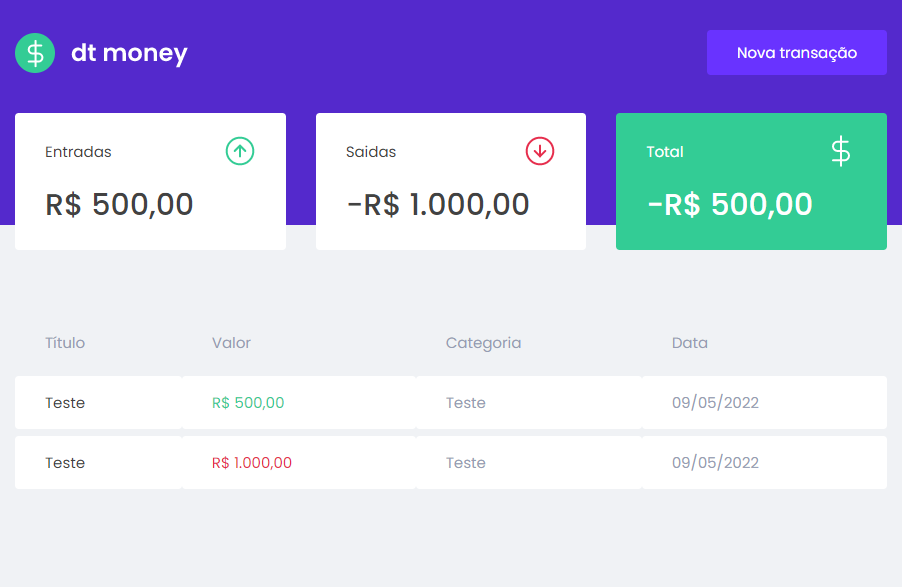 $ dt money
Nova transação
Entradas
R$ 500,00
Saidas
-R$ 1.000,00
Total
$
-R$ 500,00
Título Valor Categoria Data
Teste R$ 500,00 Teste 09/05/2022
Teste R$ 1.000,00 Teste 09/05/2022